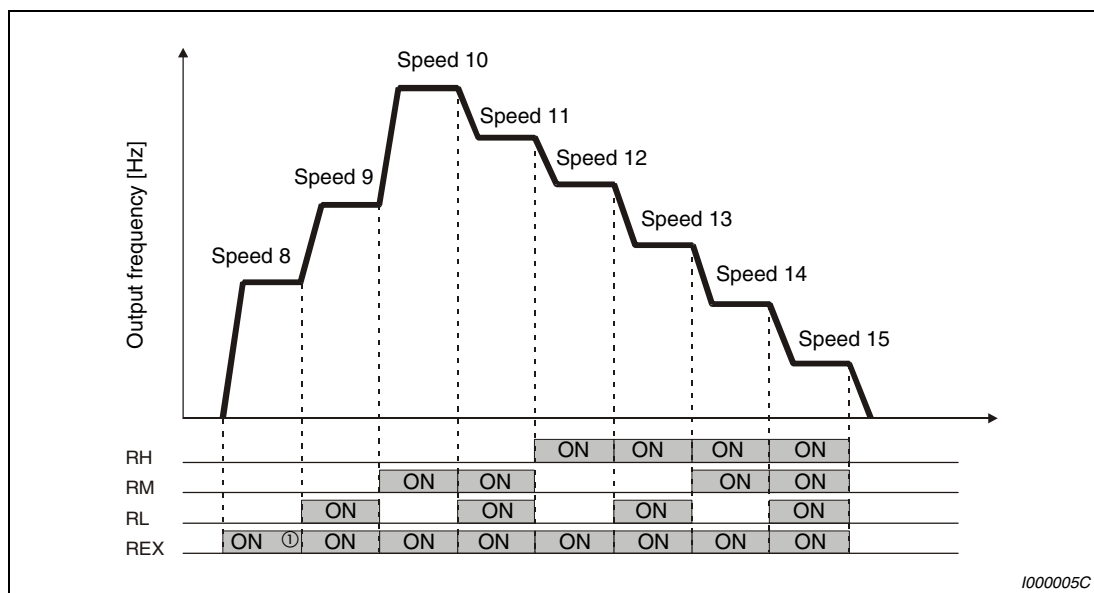 Output frequency [Hz]
Speed 8
Speed 9
Speed 10
Speed 11
Speed 12
Speed 13
Speed 14
Speed 15
RH ON ON ON ON
RM ON ON ON ON
RL ON ON ON ON
REX ON ① ON ON ON ON ON ON ON
I000005C